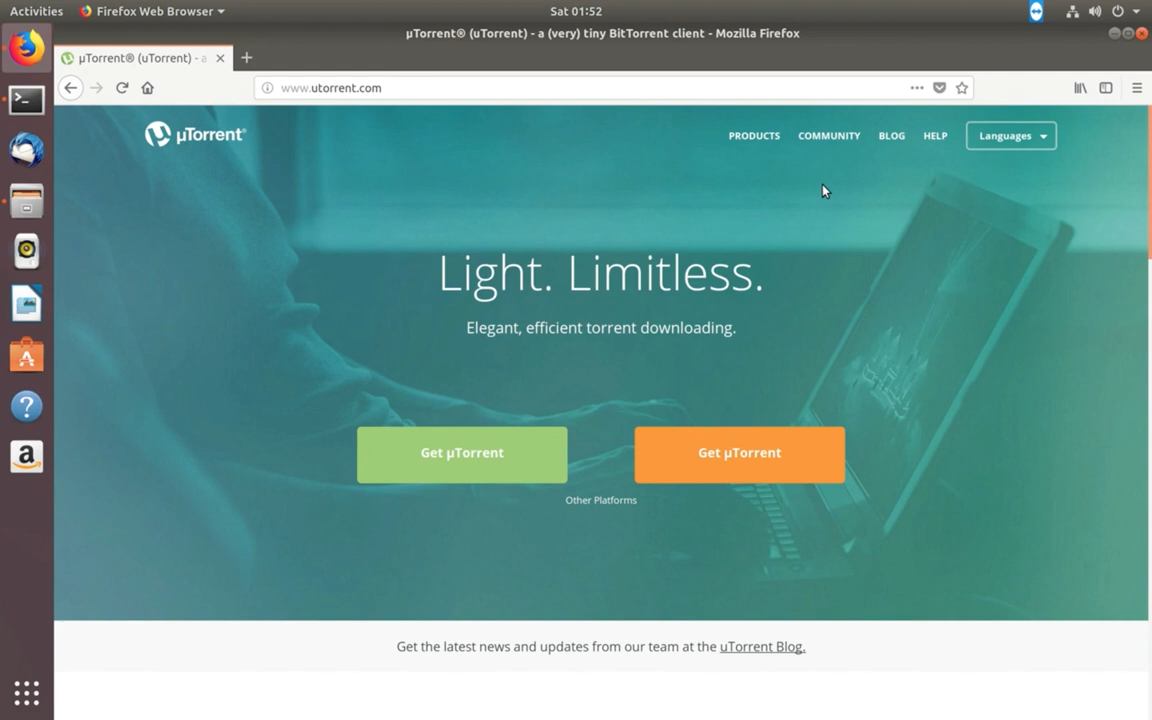 Activities Firefox Web Browser Sat 01:52
µTorrent® (uTorrent) - a (very) tiny BitTorrent client - Mozilla Firefox
µTorrent® (uTorrent) - a
www.utorrent.com
µTorrent® PRODUCTS COMMUNITY BLOG HELP Languages
Light. Limitless.
Elegant, efficient torrent downloading.
Get µTorrent Get µTorrent
Other Platforms
Get the latest news and updates from our team at the uTorrent Blog.